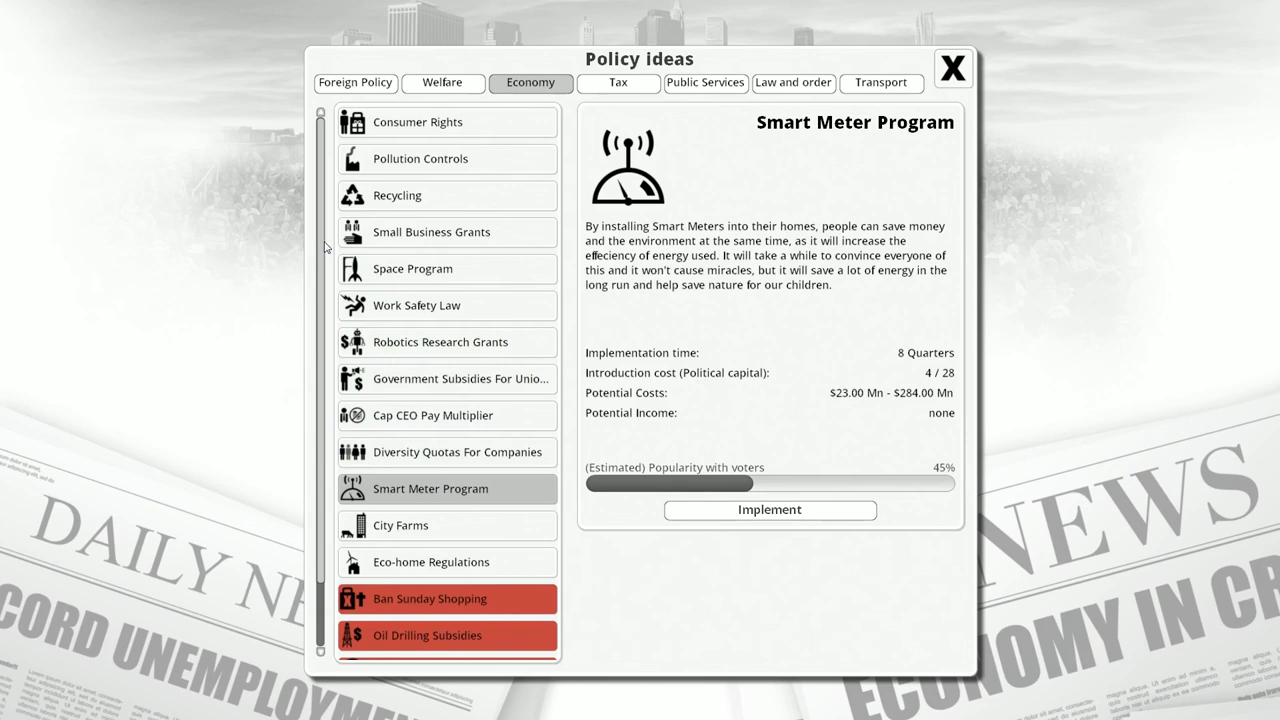 Policy ideas
X
Foreign Policy
Welfare
Economy
Tax
Public Services
Law and order
Transport
Consumer Rights
Pollution Controls
Recycling
Small Business Grants
Space Program
Work Safety Law
Robotics Research Grants
Government Subsidies For Unio...
Cap CEO Pay Multiplier
Diversity Quotas For Companies
Smart Meter Program
City Farms
Eco-home Regulations
Ban Sunday Shopping
Oil Drilling Subsidies
Smart Meter Program
By installing Smart Meters into their homes, people can save money
and the environment at the same time, as it will increase the
effeciency of energy used. It will take a while to convince everyone of
this and it won't cause miracles, but it will save a lot of energy in the
long run and help save nature for our children.
Implementation time: 8 Quarters
Introduction cost (Political capital): 4 / 28
Potential Costs: $23.00 Mn - $284.00 Mn
Potential Income: none
(Estimated) Popularity with voters 45%
Implement
DAILY NE
CORD UNEMPLOYM
NEWS
ECONOMY IN CR